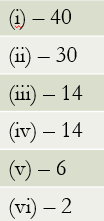 (i) – 40
(ii) – 30
(iii) – 14
(iv) – 14
(v) – 6
(vi) – 2